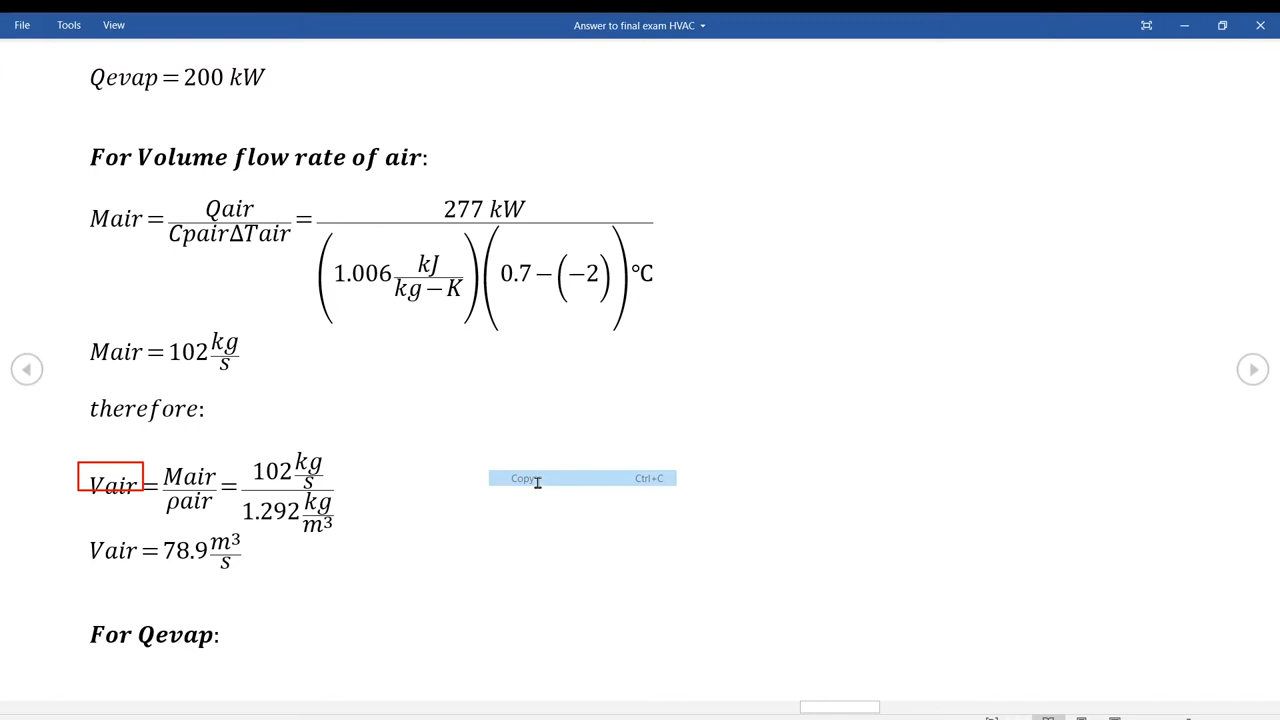 File Tools View Answer to final exam HVAC
Qevap = 200 kW
For Volume flow rate of air:
Mair = Qair / CpairΔTair = 277 kW / (1.006 kJ / kg − K)(0.7 − (−2))°C
Mair = 102 kg / s
therefore:
Vair = Mair / ρair = 102 kg / s / 1.292 kg / m³
Copy Ctrl+C
Vair = 78.9 m³ / s
For Qevap: